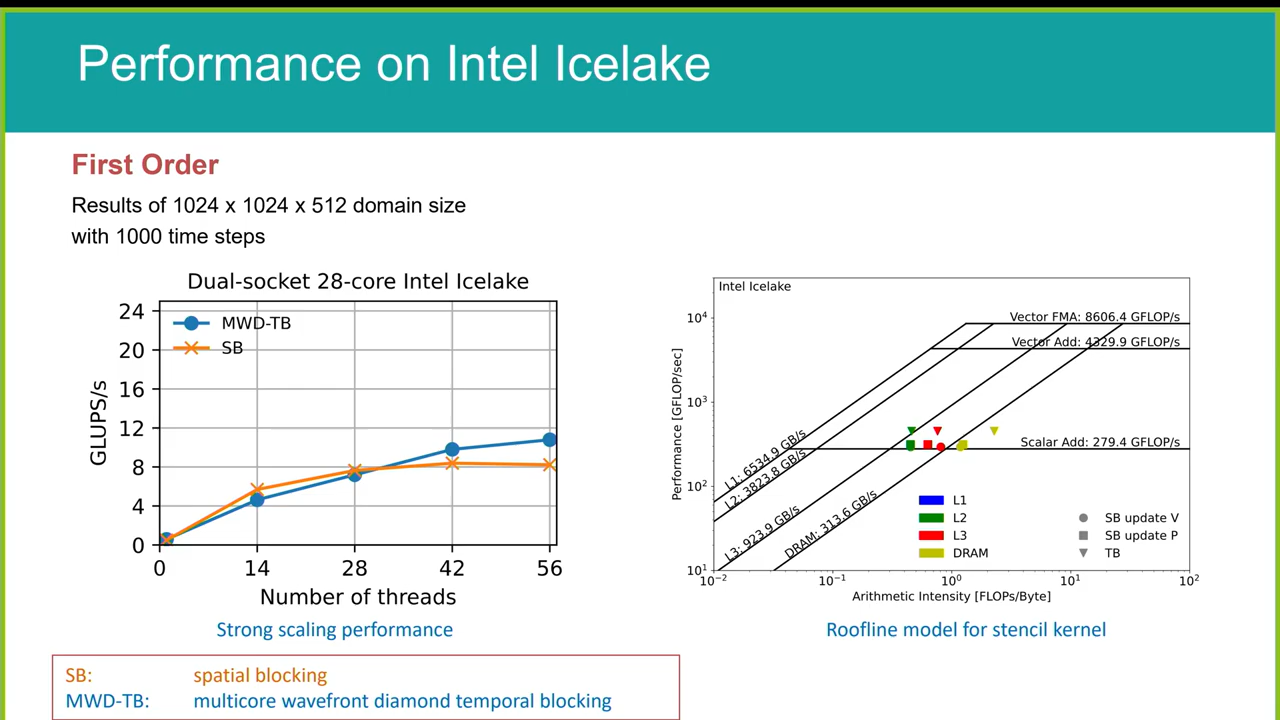 Performance on Intel Icelake
First Order
Results of 1024 x 1024 x 512 domain size
with 1000 time steps
Dual-socket 28-core Intel Icelake
MWD-TB
SB
24
20
16
12
8
4
0
GLUPS/s
0 14 28 42 56
Number of threads
Strong scaling performance
Intel Icelake
Vector FMA: 8606.4 GFLOP/s
Vector Add: 4329.9 GFLOP/s
Scalar Add: 279.4 GFLOP/s
L1: 6534.9 GB/s
L2: 3823.8 GB/s
L3: 923.9 GB/s
DRAM: 313.6 GB/s
10⁴
10³
10²
10¹
Performance [GFLOP/sec]
L1
L2
L3
DRAM
SB update V
SB update P
TB
10⁻² 10⁻¹ 10⁰ 10¹ 10²
Arithmetic Intensity [FLOPs/Byte]
Roofline model for stencil kernel
SB: spatial blocking
MWD-TB: multicore wavefront diamond temporal blocking